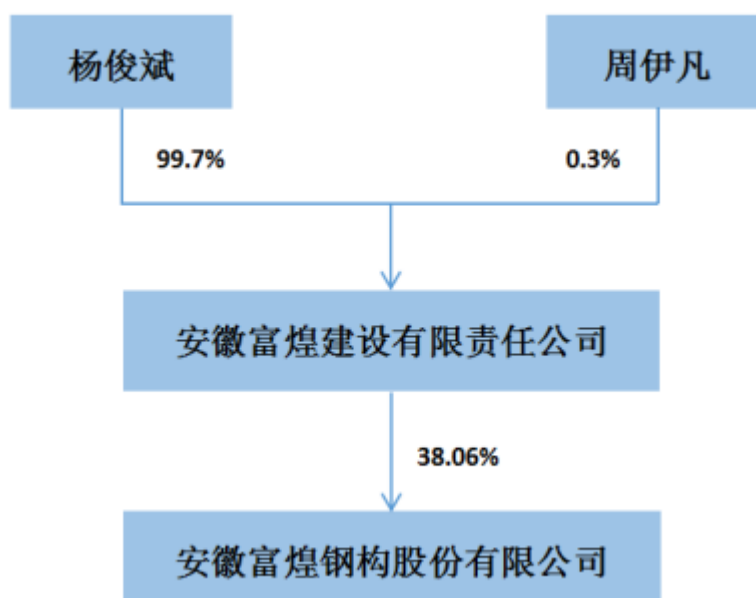 杨俊斌
周伊凡
99.7%
0.3%
安徽富煌建设有限责任公司
38.06%
安徽富煌钢构股份有限公司